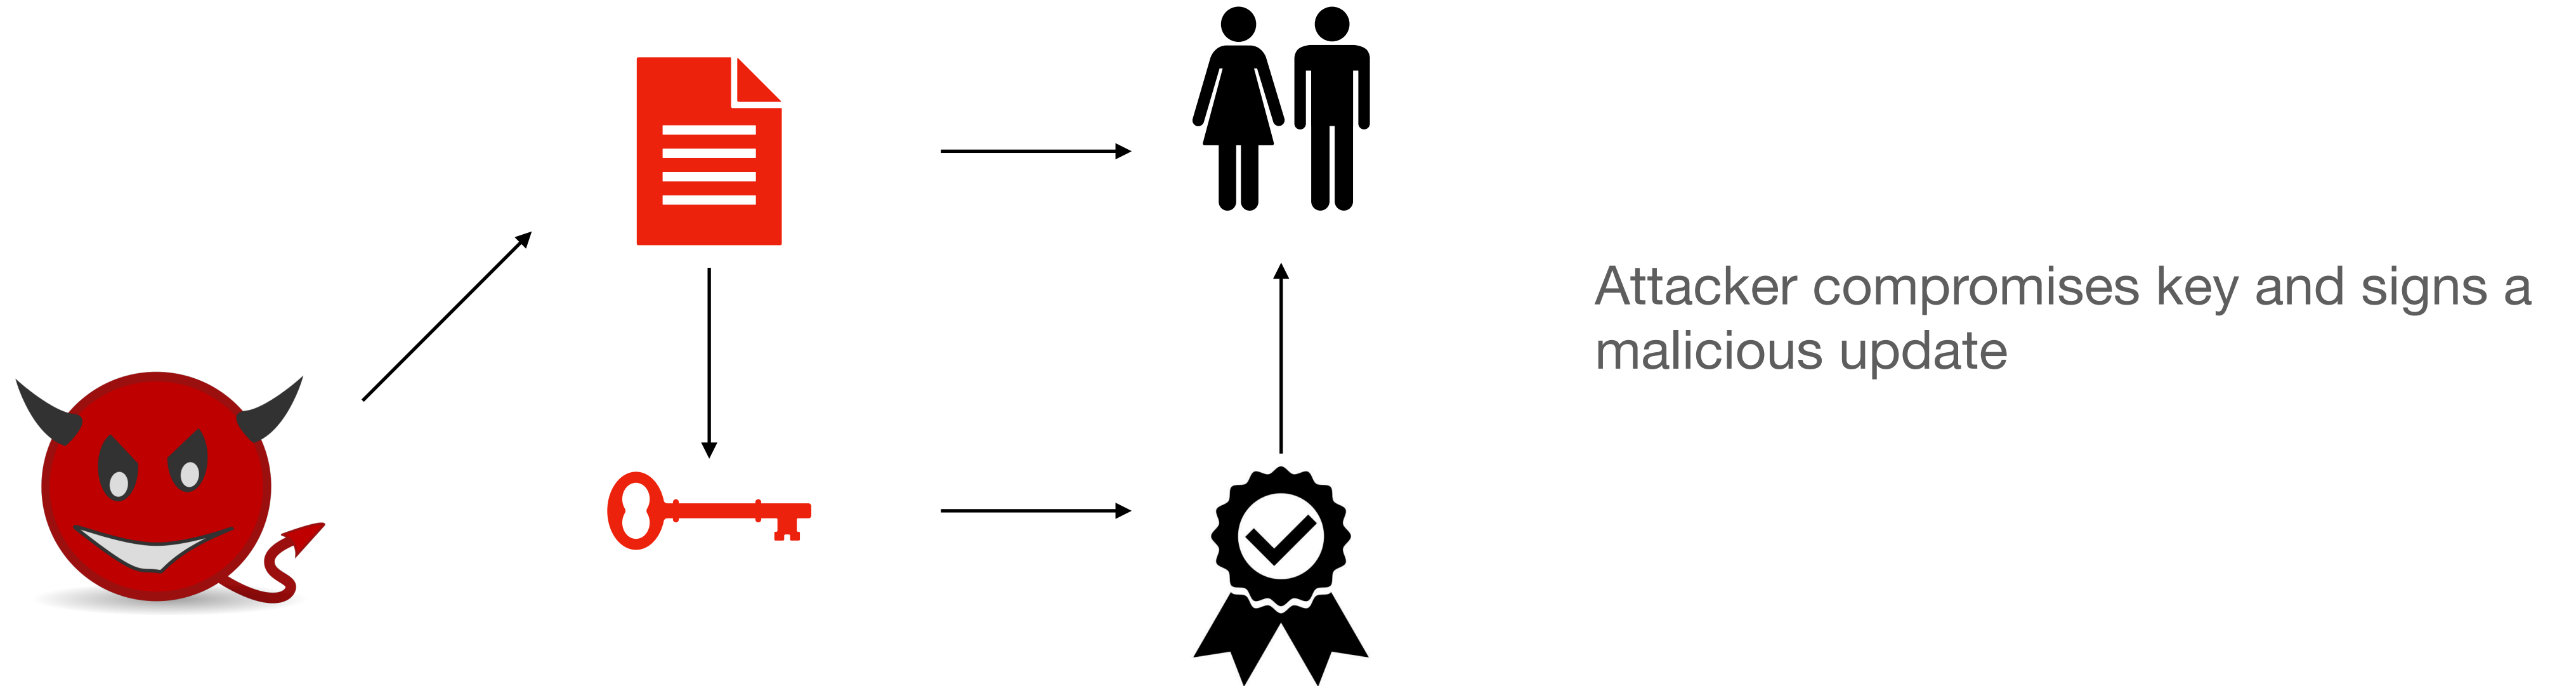 Attacker compromises key and signs a
malicious update